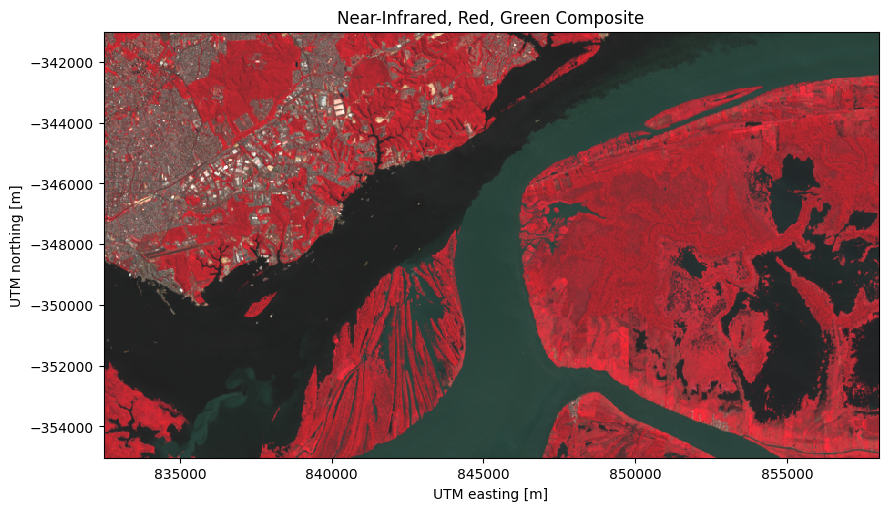 Near-Infrared, Red, Green Composite
−342000
−344000
−346000
−348000
−350000
−352000
−354000
UTM northing [m]
835000 840000 845000 850000 855000
UTM easting [m]